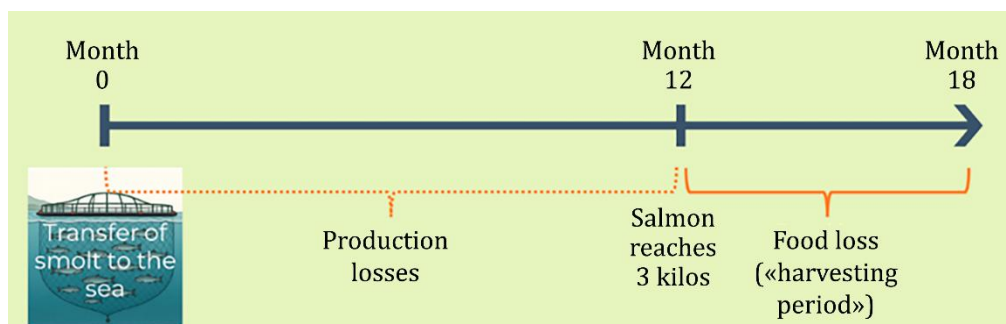 Month
0
Month
12
Month
18
Transfer of
smolt to the
sea
Production
losses
Salmon
reaches
3 kilos
Food loss
(«harvesting
period»)